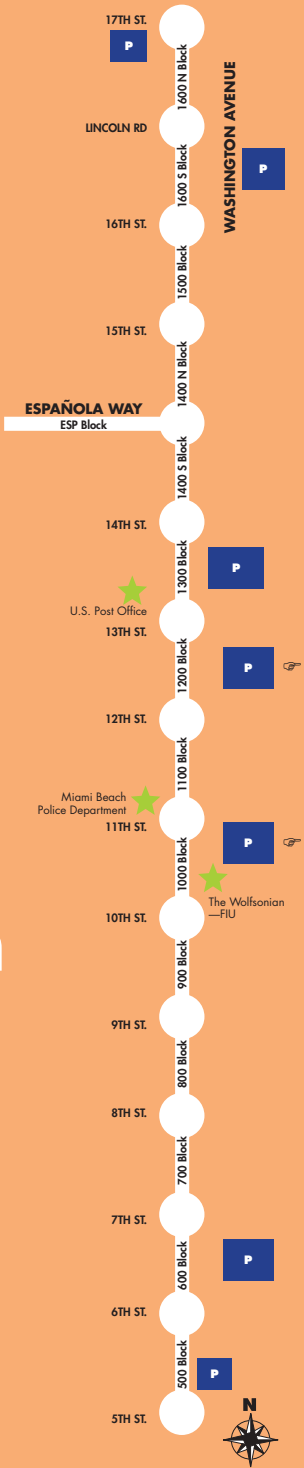 17TH ST.
P
1600 N Block
WASHINGTON AVENUE
LINCOLN RD
P
1600 S Block
16TH ST.
1500 Block
15TH ST.
1400 N Block
ESPAÑOLA WAY
ESP Block
1400 S Block
14TH ST.
1300 Block
P
U.S. Post Office
13TH ST.
1200 Block
P
12TH ST.
1100 Block
Miami Beach
Police Department
11TH ST.
P
1000 Block
The Wolfsonian
—FIU
10TH ST.
900 Block
9TH ST.
800 Block
8TH ST.
700 Block
7TH ST.
600 Block
P
6TH ST.
500 Block
P
N
5TH ST.